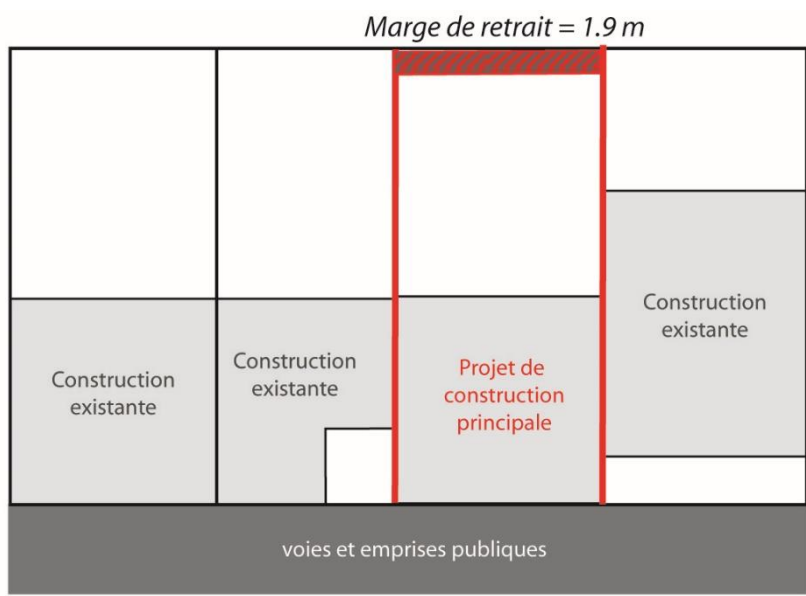 Marge de retrait = 1.9 m
Construction
existante
Construction
existante
Projet de
construction
principale
Construction
existante
voies et emprises publiques